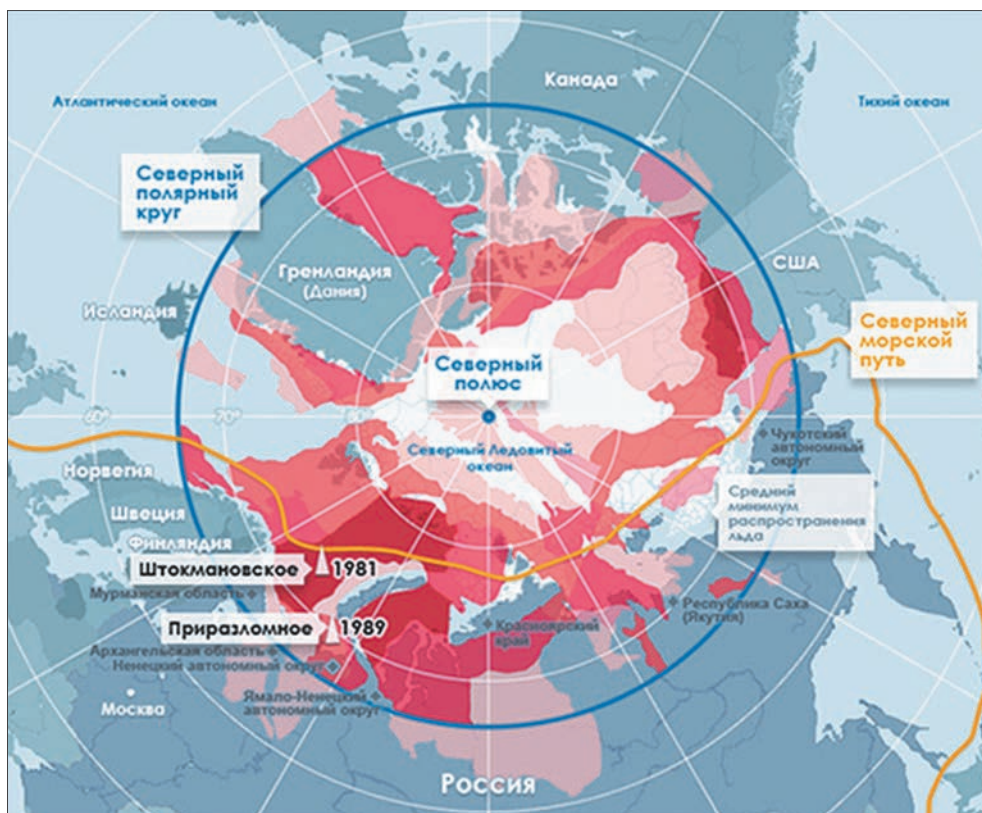 Канада
Атлантический океан
Тихий океан
Северный
полярный
круг
Гренландия
(Дания)
США
Исландия
Северный
морской
путь
Северный
полюс
60°
70°
80°
Северный Ледовитый
океан
Чукотский
автономный
округ
Норвегия
Средний
минимум
распространения
льда
Швеция
Финляндия
Штокмановское
1981
Мурманская область
Республика Саха
(Якутия)
Приразломное
1989
Красноярский
край
Архангельская область
Ненецкий автономный округ
Ямало-Ненецкий
автономный округ
Москва
Россия